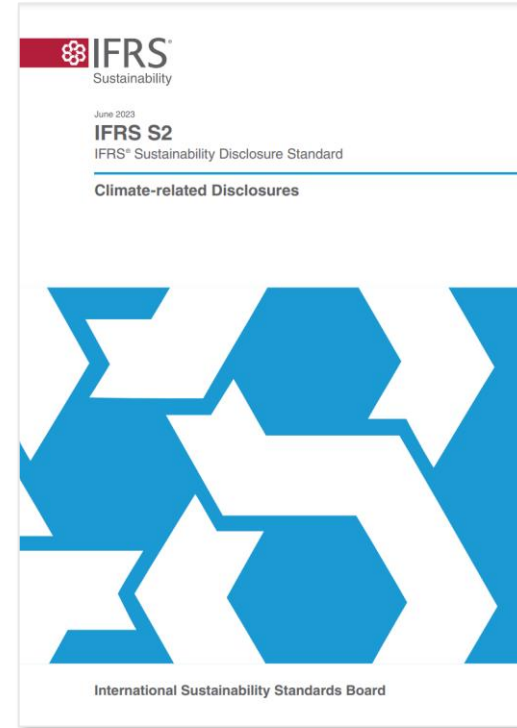 IFRS®
Sustainability
June 2023
IFRS S2
IFRS® Sustainability Disclosure Standard
Climate-related Disclosures
International Sustainability Standards Board